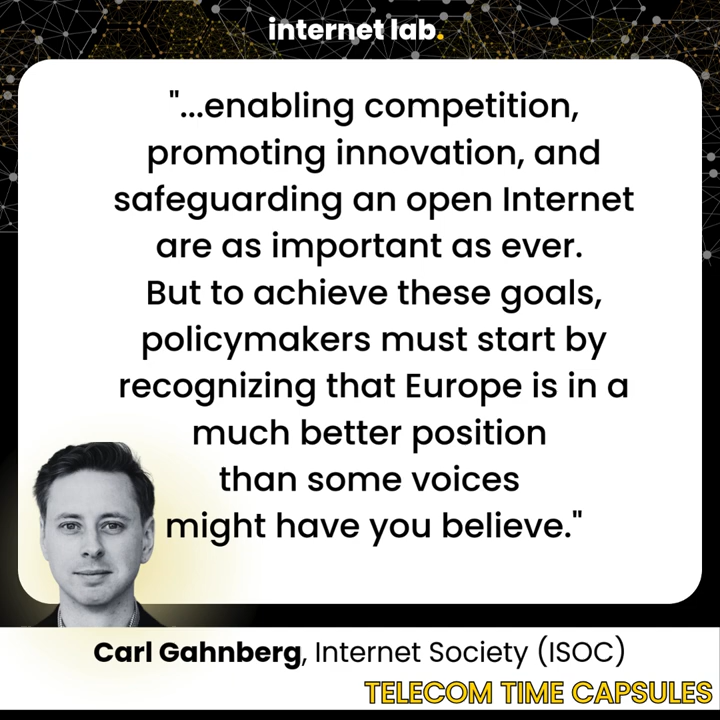 internet lab.
"...enabling competition,
promoting innovation, and
safeguarding an open Internet
are as important as ever.
But to achieve these goals,
policymakers must start by
recognizing that Europe is in a
much better position
than some voices
might have you believe."
Carl Gahnberg, Internet Society (ISOC)
TELECOM TIME CAPSULES